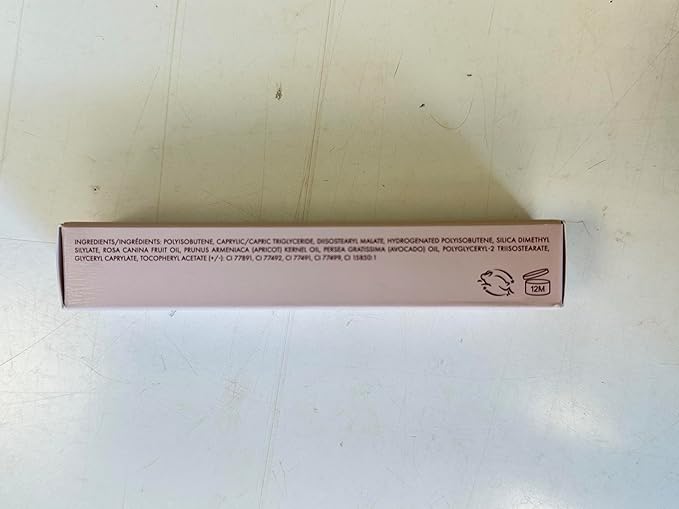 INGREDIENTS/INGRÉDIENTS: POLYISOBUTENE, CAPRYLIC/CAPRIC TRIGLYCERIDE, DIISOSTEARYL MALATE, HYDROGENATED POLYISOBUTENE, SILICA DIMETHYL
SILYLATE, ROSA CANINA FRUIT OIL, PRUNUS ARMENIACA (APRICOT) KERNEL OIL, PERSEA GRATISSIMA (AVOCADO) OIL, POLYGLYCERYL-2 TRIISOSTEARATE,
GLYCERYL CAPRYLATE, TOCOPHERYL ACETATE (+/-): CI 77891, CI 77492, CI 77491, CI 77499, CI 15850:1
12M